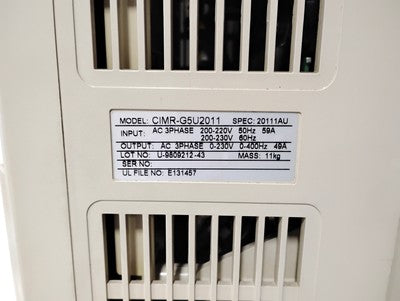 MODEL: CIMR-G5U2011 SPEC: 20111AU
INPUT: AC 3PHASE 200-220V 50Hz 59A
200-230V 60Hz
OUTPUT: AC 3PHASE 0-230V 0-400Hz 49A
LOT NO: U-9509212-43 MASS: 11kg
SER NO:
UL FILE NO: E131457